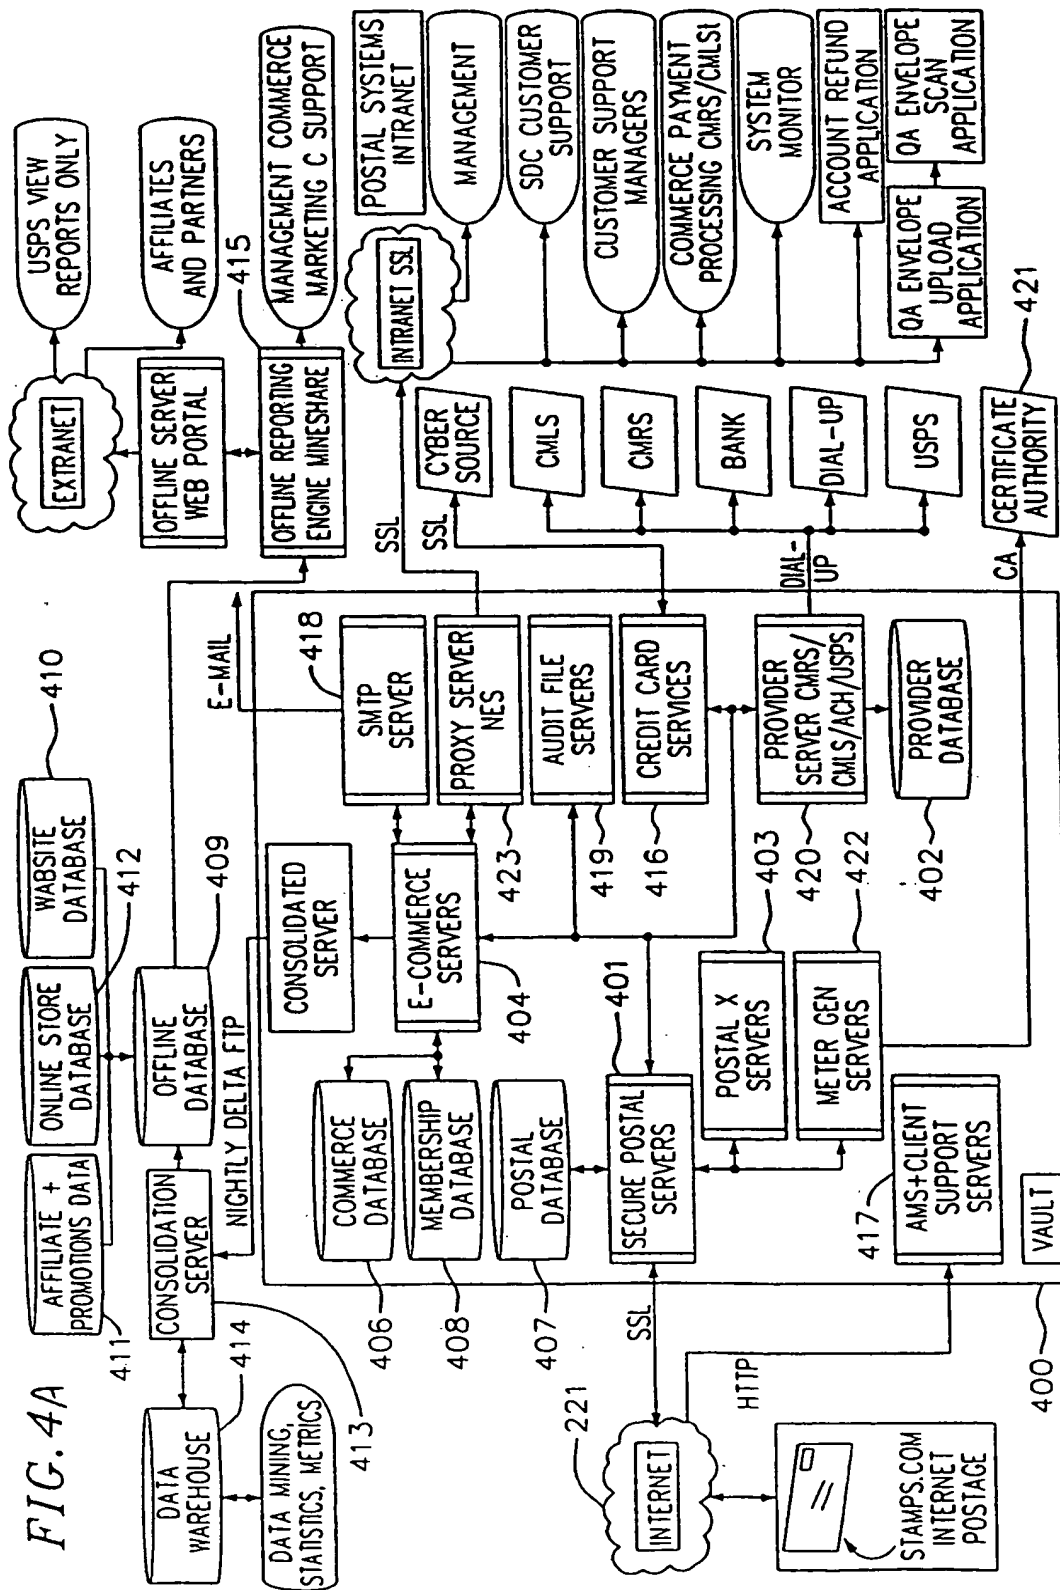 FIG. 4A
AFFILIATE +
PROMOTIONS DATA
411
ONLINE STORE
DATABASE
412
WABSITE
DATABASE
410
DATA
WAREHOUSE
414
DATA MINING,
STATISTICS, METRICS
CONSOLIDATION
SERVER
413
OFFLINE
DATABASE
409
NIGHTLY DELTA FTP
E-MAIL
EXTRANET
USPS VIEW
REPORTS ONLY
AFFILIATES
AND PARTNERS
OFFLINE SERVER
WEB PORTAL
OFFLINE REPORTING
ENGINE MINESHARE
415
MANAGEMENT COMMERCE
MARKETING C SUPPORT
COMMERCE
DATABASE
406
MEMBERSHIP
DATABASE
408
POSTAL
DATABASE
407
CONSOLIDATED
SERVER
E-COMMERCE
SERVERS
404
SMTP
SERVER
418
PROXY SERVER
NES
423
AUDIT FILE
SERVERS
419
CREDIT CARD
SERVICES
416
PROVIDER
SERVER CMRS/
CMLS/ACH/USPS
420
PROVIDER
DATABASE
402
SECURE POSTAL
SERVERS
401
POSTAL X
SERVERS
403
METER GEN
SERVERS
422
AMS+CLIENT
SUPPORT
SERVERS
417
VAULT
400
SSL
HTTP
INTERNET
221
STAMPS.COM
INTERNET
POSTAGE
SSL
SSL
DIAL-
UP
CA
INTRANET SSL
POSTAL SYSTEMS
INTRANET
MANAGEMENT
SDC CUSTOMER
SUPPORT
CUSTOMER SUPPORT
MANAGERS
COMMERCE PAYMENT
PROCESSING CMRS/CMLSt
SYSTEM
MONITOR
ACCOUNT REFUND
APPLICATION
QA ENVELOPE
UPLOAD
APPLICATION
QA ENVELOPE
SCAN
APPLICATION
CYBER
SOURCE
CMLS
CMRS
BANK
DIAL-UP
USPS
CERTIFICATE
AUTHORITY
421